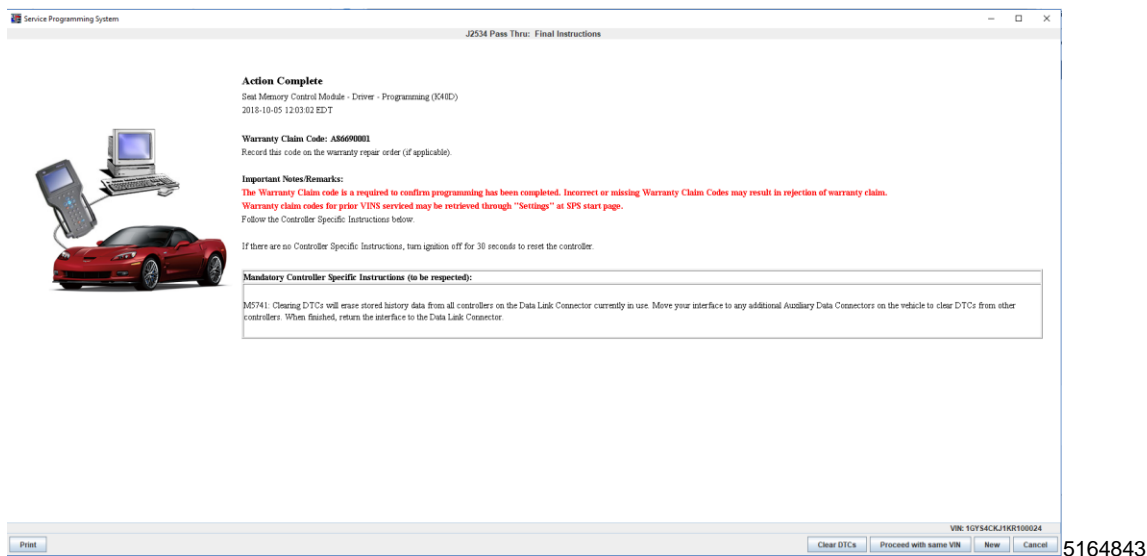 Service Programming System
J2534 Pass Thru: Final Instructions
Action Complete
Seat Memory Control Module - Driver - Programming (K40D)
2018-10-05 12:03:02 EDT
Warranty Claim Code: A86690001
Record this code on the warranty repair order (if applicable).
Important Notes/Remarks:
The Warranty Claim code is a required to confirm programming has been completed. Incorrect or missing Warranty Claim Codes may result in rejection of warranty claim.
Warranty claim codes for prior VINS serviced may be retrieved through "Settings" at SPS start page.
Follow the Controller Specific Instructions below.
If there are no Controller Specific Instructions, turn ignition off for 30 seconds to reset the controller.
Mandatory Controller Specific Instructions (to be respected):
M5741: Clearing DTCs will erase stored history data from all controllers on the Data Link Connector currently in use. Move your interface to any additional Auxiliary Data Connectors on the vehicle to clear DTCs from other
controllers. When finished, return the interface to the Data Link Connector.
VIN: 1GYS4CKJ1KR100024
Print
Clear DTCs
Proceed with same VIN
New
Cancel
5164843